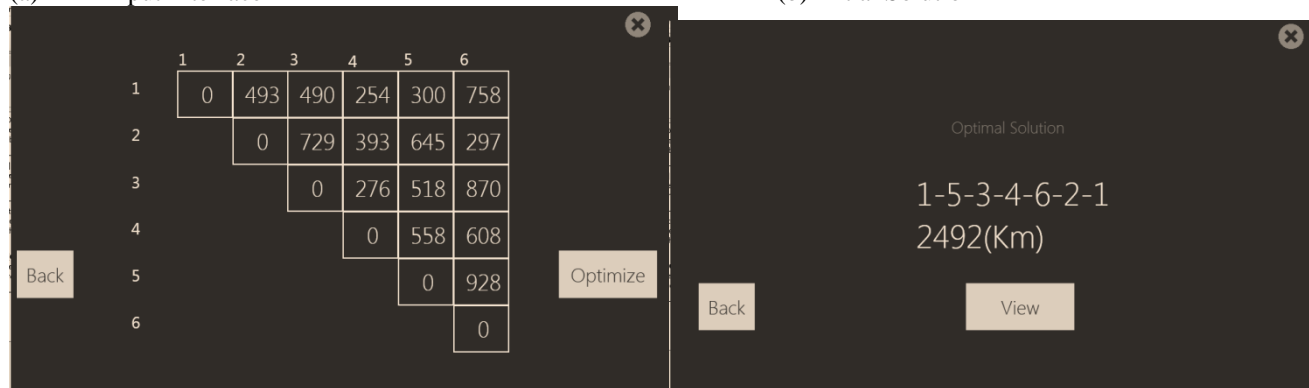 1 2 3 4 5 6
1 0 493 490 254 300 758
2 0 729 393 645 297
3 0 276 518 870
4 0 558 608
Back 5 0 928 Optimize
6 0
Optimal Solution
1-5-3-4-6-2-1
2492(Km)
Back View